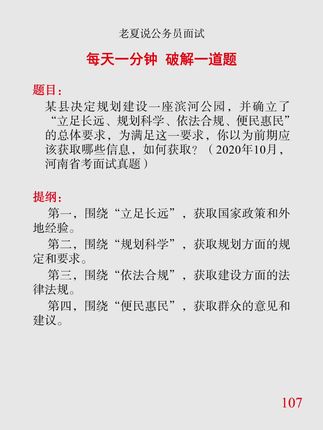 老夏说公务员面试
每天一分钟 破解一道题
题目：
某县决定规划建设一座滨河公园，并确立了
“立足长远、规划科学、依法合规、便民惠民”
的总体要求，为满足这一要求，你以为前期应
该获取哪些信息，如何获取？（2020年10月，
河南省考面试真题）
提纲：
第一，围绕“立足长远”，获取国家政策和外
地经验。
第二，围绕“规划科学”，获取规划方面的规
定和要求。
第三，围绕“依法合规”，获取建设方面的法
律法规。
第四，围绕“便民惠民”，获取群众的意见和
建议。
107